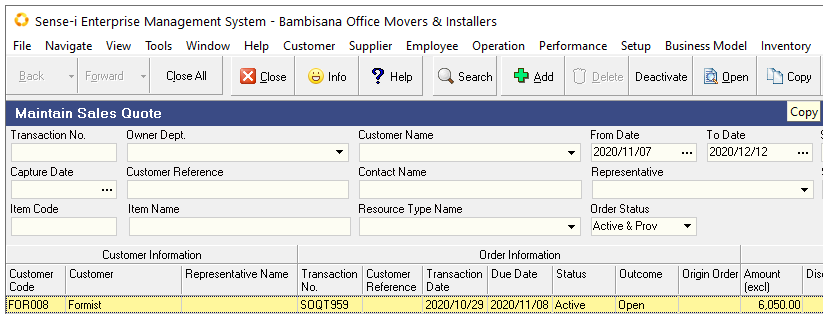 Sense-i Enterprise Management System - Bambisana Office Movers & Installers
File Navigate View Tools Window Help Customer Supplier Employee Operation Performance Setup Business Model Inventory
Back Forward Close All Close Info Help Search Add Delete Deactivate Open Copy
Maintain Sales Quote Copy
Transaction No. Owner Dept. Customer Name From Date To Date
2020/11/07 ... 2020/12/12 ...
Capture Date Customer Reference Contact Name Representative
...
Item Code Item Name Resource Type Name Order Status
Active & Prov
Customer Information Order Information
Customer Code Customer Representative Name Transaction No. Customer Reference Transaction Date Due Date Status Outcome Origin Order Amount (excl)
FOR008 Formist SOQT959 2020/10/29 2020/11/08 Active Open 6,050.00